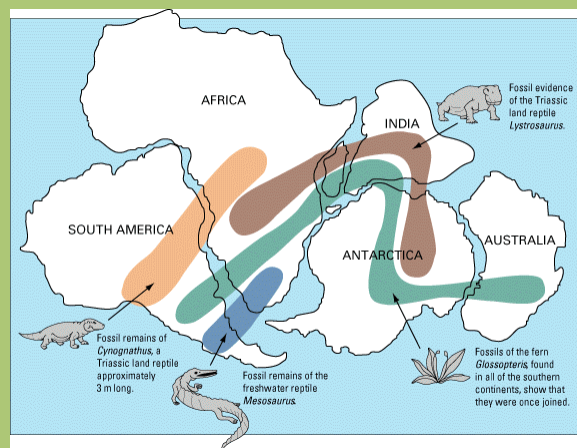 AFRICA
INDIA
Fossil evidence
of the Triassic
land reptile
Lystrosaurus.
SOUTH AMERICA
ANTARCTICA
AUSTRALIA
Fossil remains of
Cynognathus, a
Triassic land reptile
approximately
3 m long.
Fossil remains of the
freshwater reptile
Mesosaurus.
Fossils of the fern
Glossopteris, found
in all of the southern
continents, show that
they were once joined.